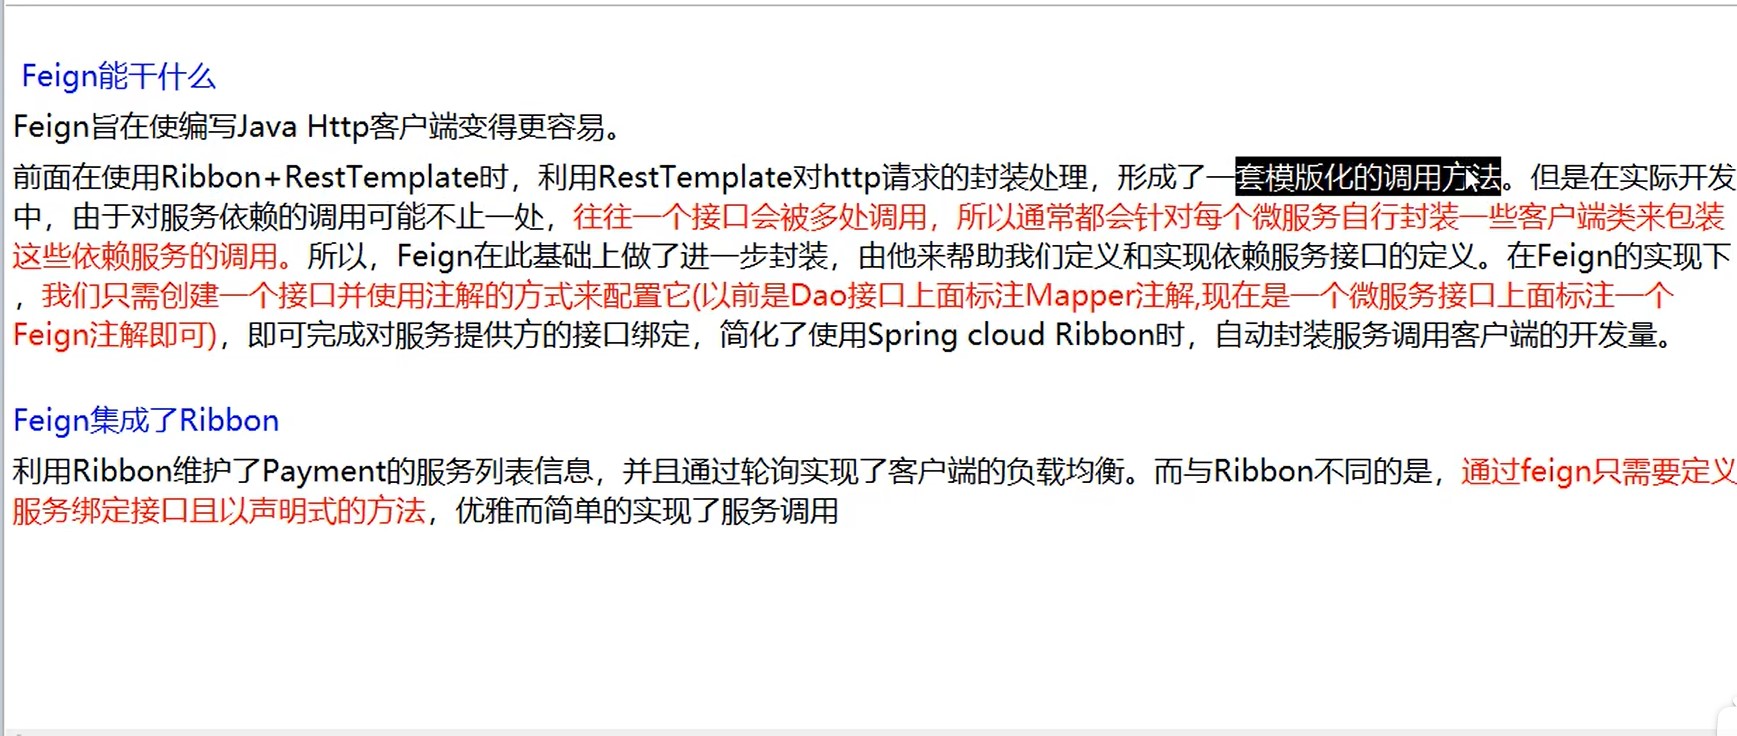 Feign能干什么
Feign旨在使编写Java Http客户端变得更容易。
前面在使用Ribbon+RestTemplate时，利用RestTemplate对http请求的封装处理，形成了一套模版化的调用方法。但是在实际开发
中，由于对服务依赖的调用可能不止一处，往往一个接口会被多处调用，所以通常都会针对每个微服务自行封装一些客户端类来包装
这些依赖服务的调用。所以，Feign在此基础上做了进一步封装，由他来帮助我们定义和实现依赖服务接口的定义。在Feign的实现下
，我们只需创建一个接口并使用注解的方式来配置它(以前是Dao接口上面标注Mapper注解,现在是一个微服务接口上面标注一个
Feign注解即可)，即可完成对服务提供方的接口绑定，简化了使用Spring cloud Ribbon时，自动封装服务调用客户端的开发量。
Feign集成了Ribbon
利用Ribbon维护了Payment的服务列表信息，并且通过轮询实现了客户端的负载均衡。而与Ribbon不同的是，通过feign只需要定义
服务绑定接口且以声明式的方法，优雅而简单的实现了服务调用